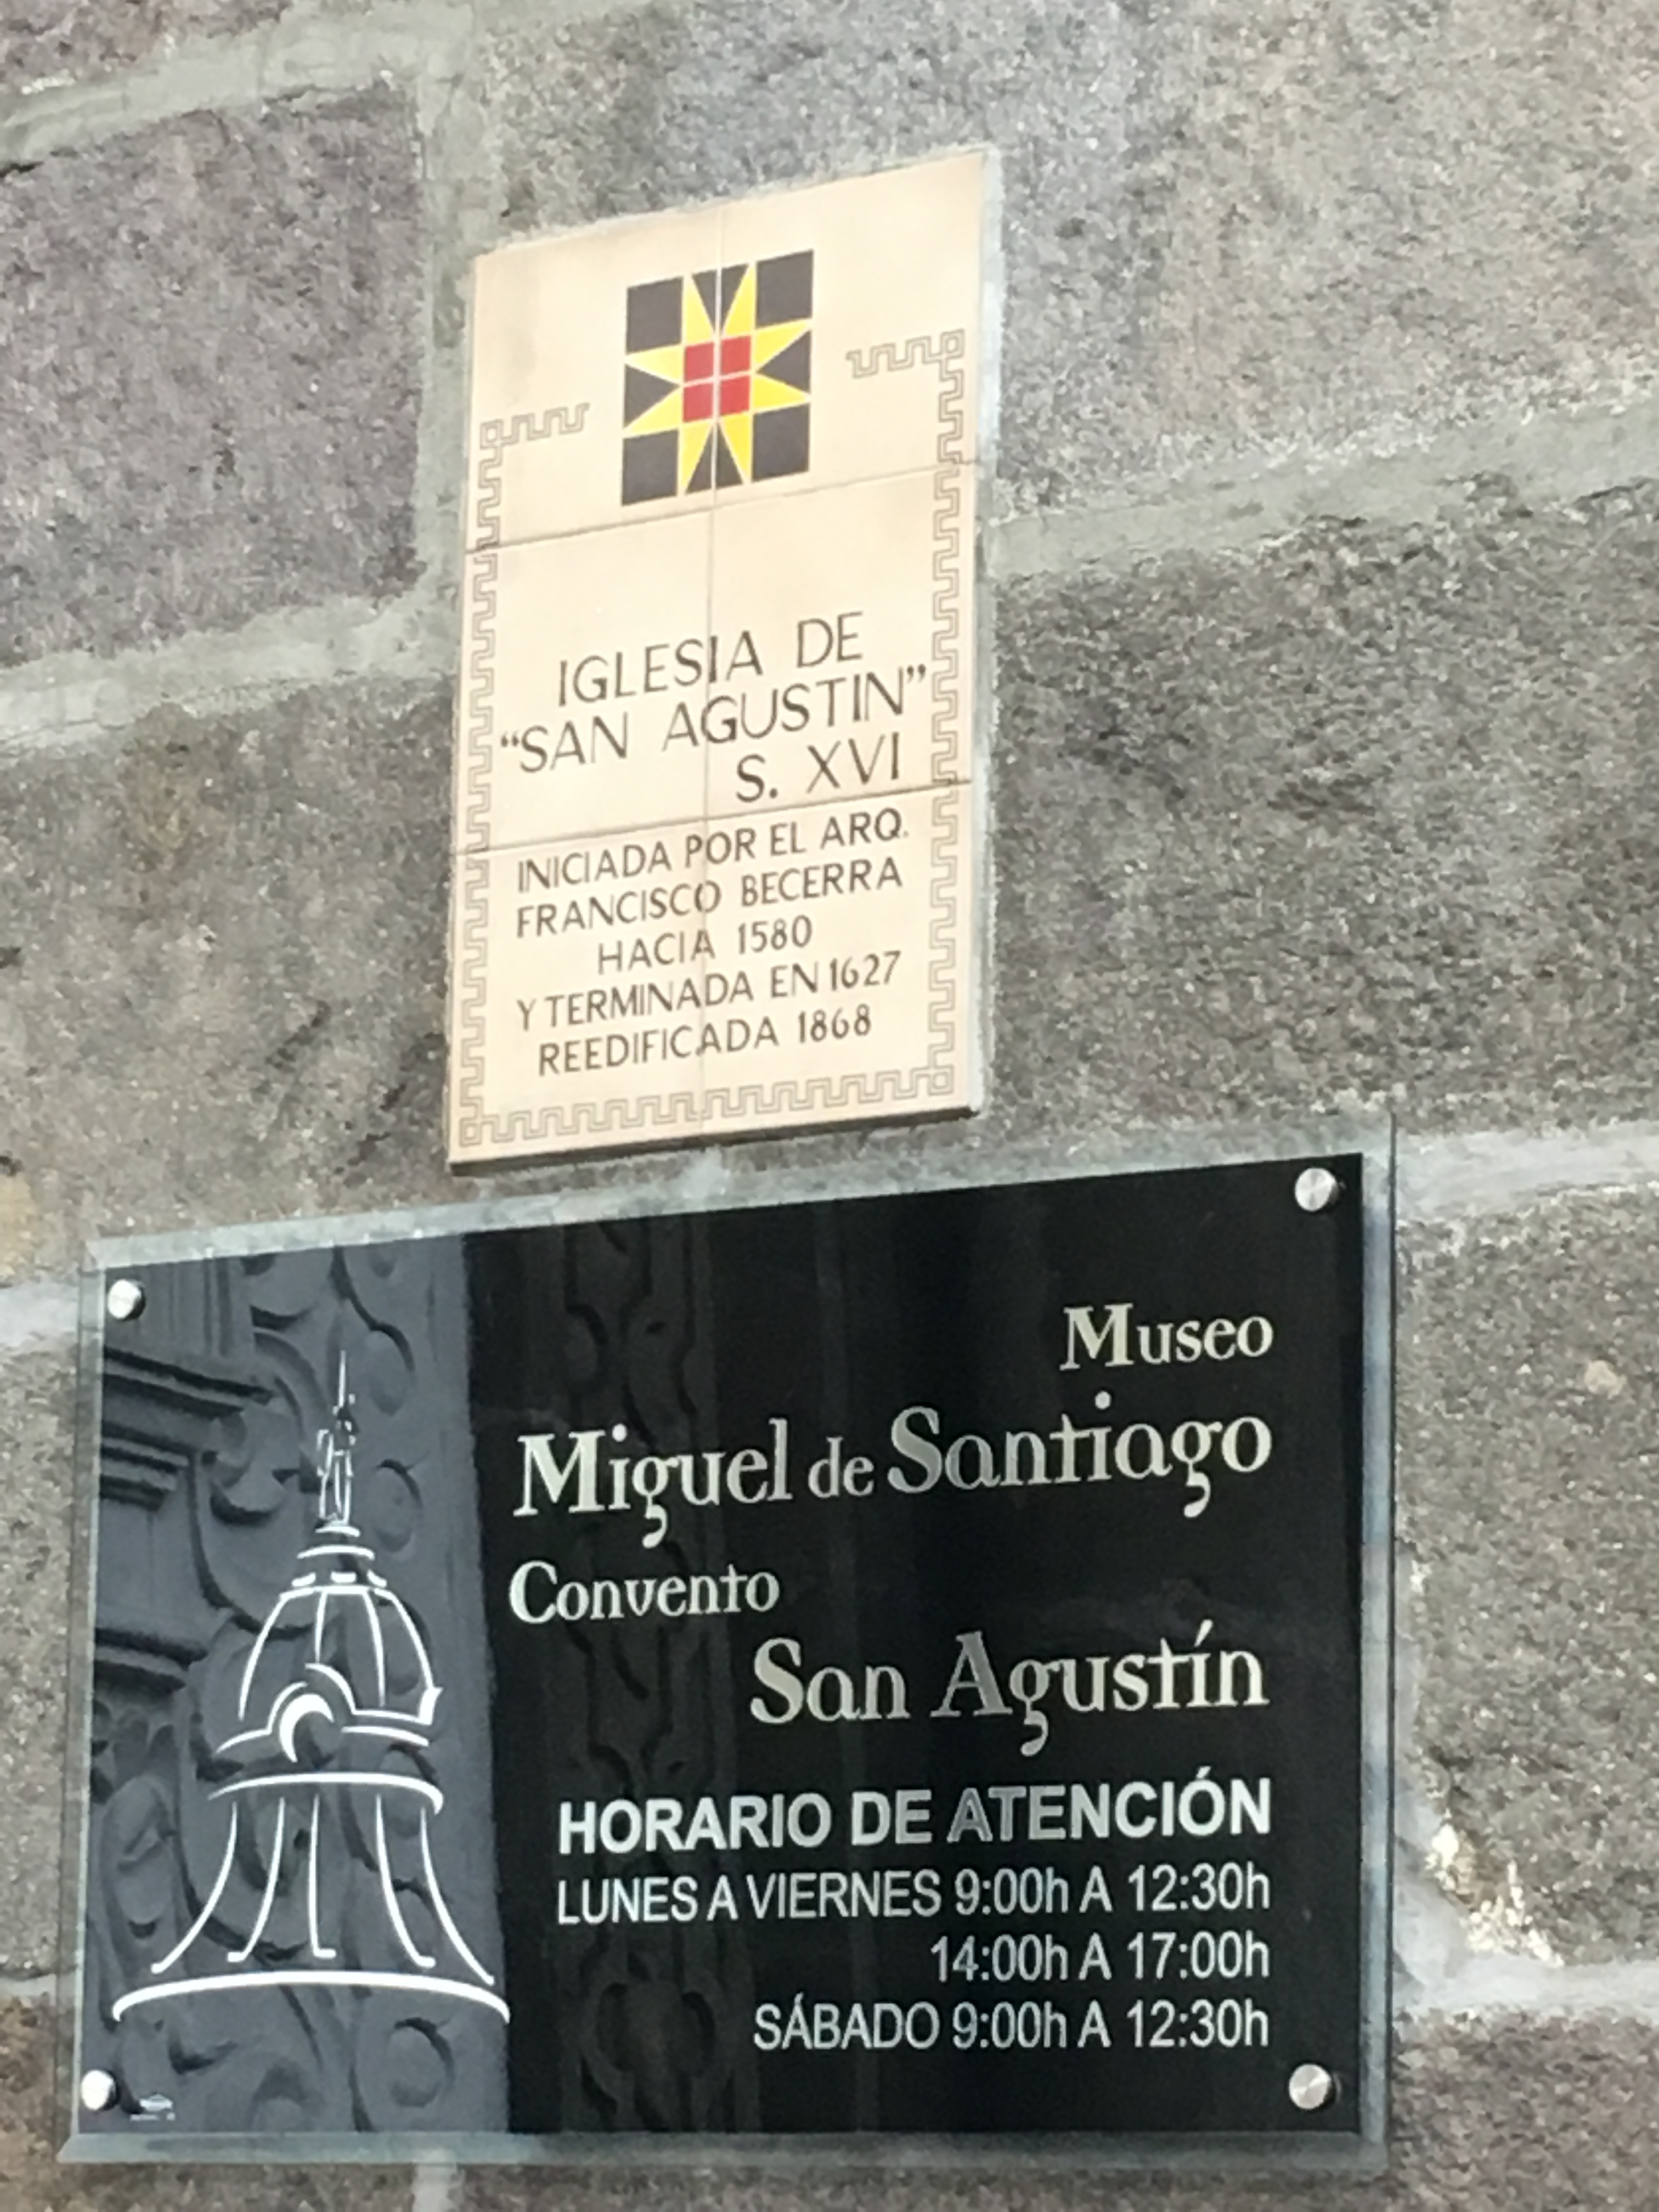 IGLESIA DE
“SAN AGUSTIN”
S. XVI
INICIADA POR EL ARQ.
FRANCISCO BECERRA
HACIA 1580
Y TERMINADA EN 1627
REEDIFICADA 1868
Museo
Miguel de Santiago
Convento
San Agustín
HORARIO DE ATENCIÓN
LUNES A VIERNES 9:00h A 12:30h
14:00h A 17:00h
SÁBADO 9:00h A 12:30h